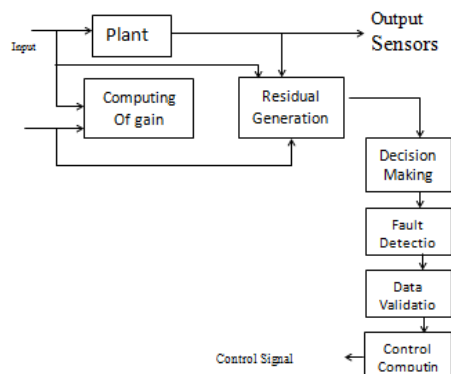 Input
Plant
Output
Sensors
Computing
Of gain
Residual
Generation
Decision
Making
Fault
Detectio
Data
Validatio
Control
Computin
Control Signal